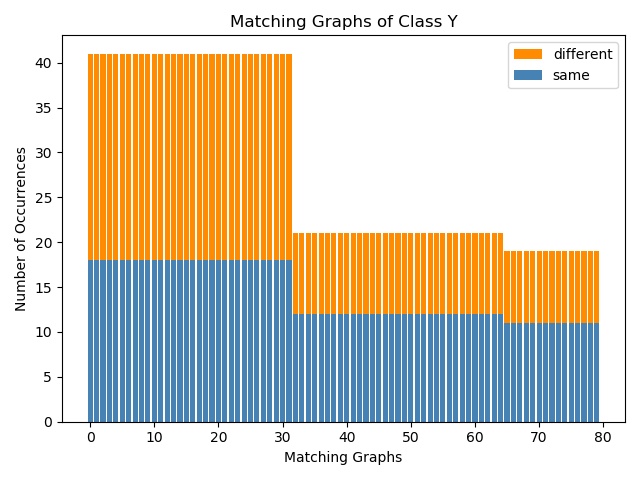 Matching Graphs of Class Y
different
same
Number of Occurrences
40
35
30
25
20
15
10
5
0
0 10 20 30 40 50 60 70 80
Matching Graphs